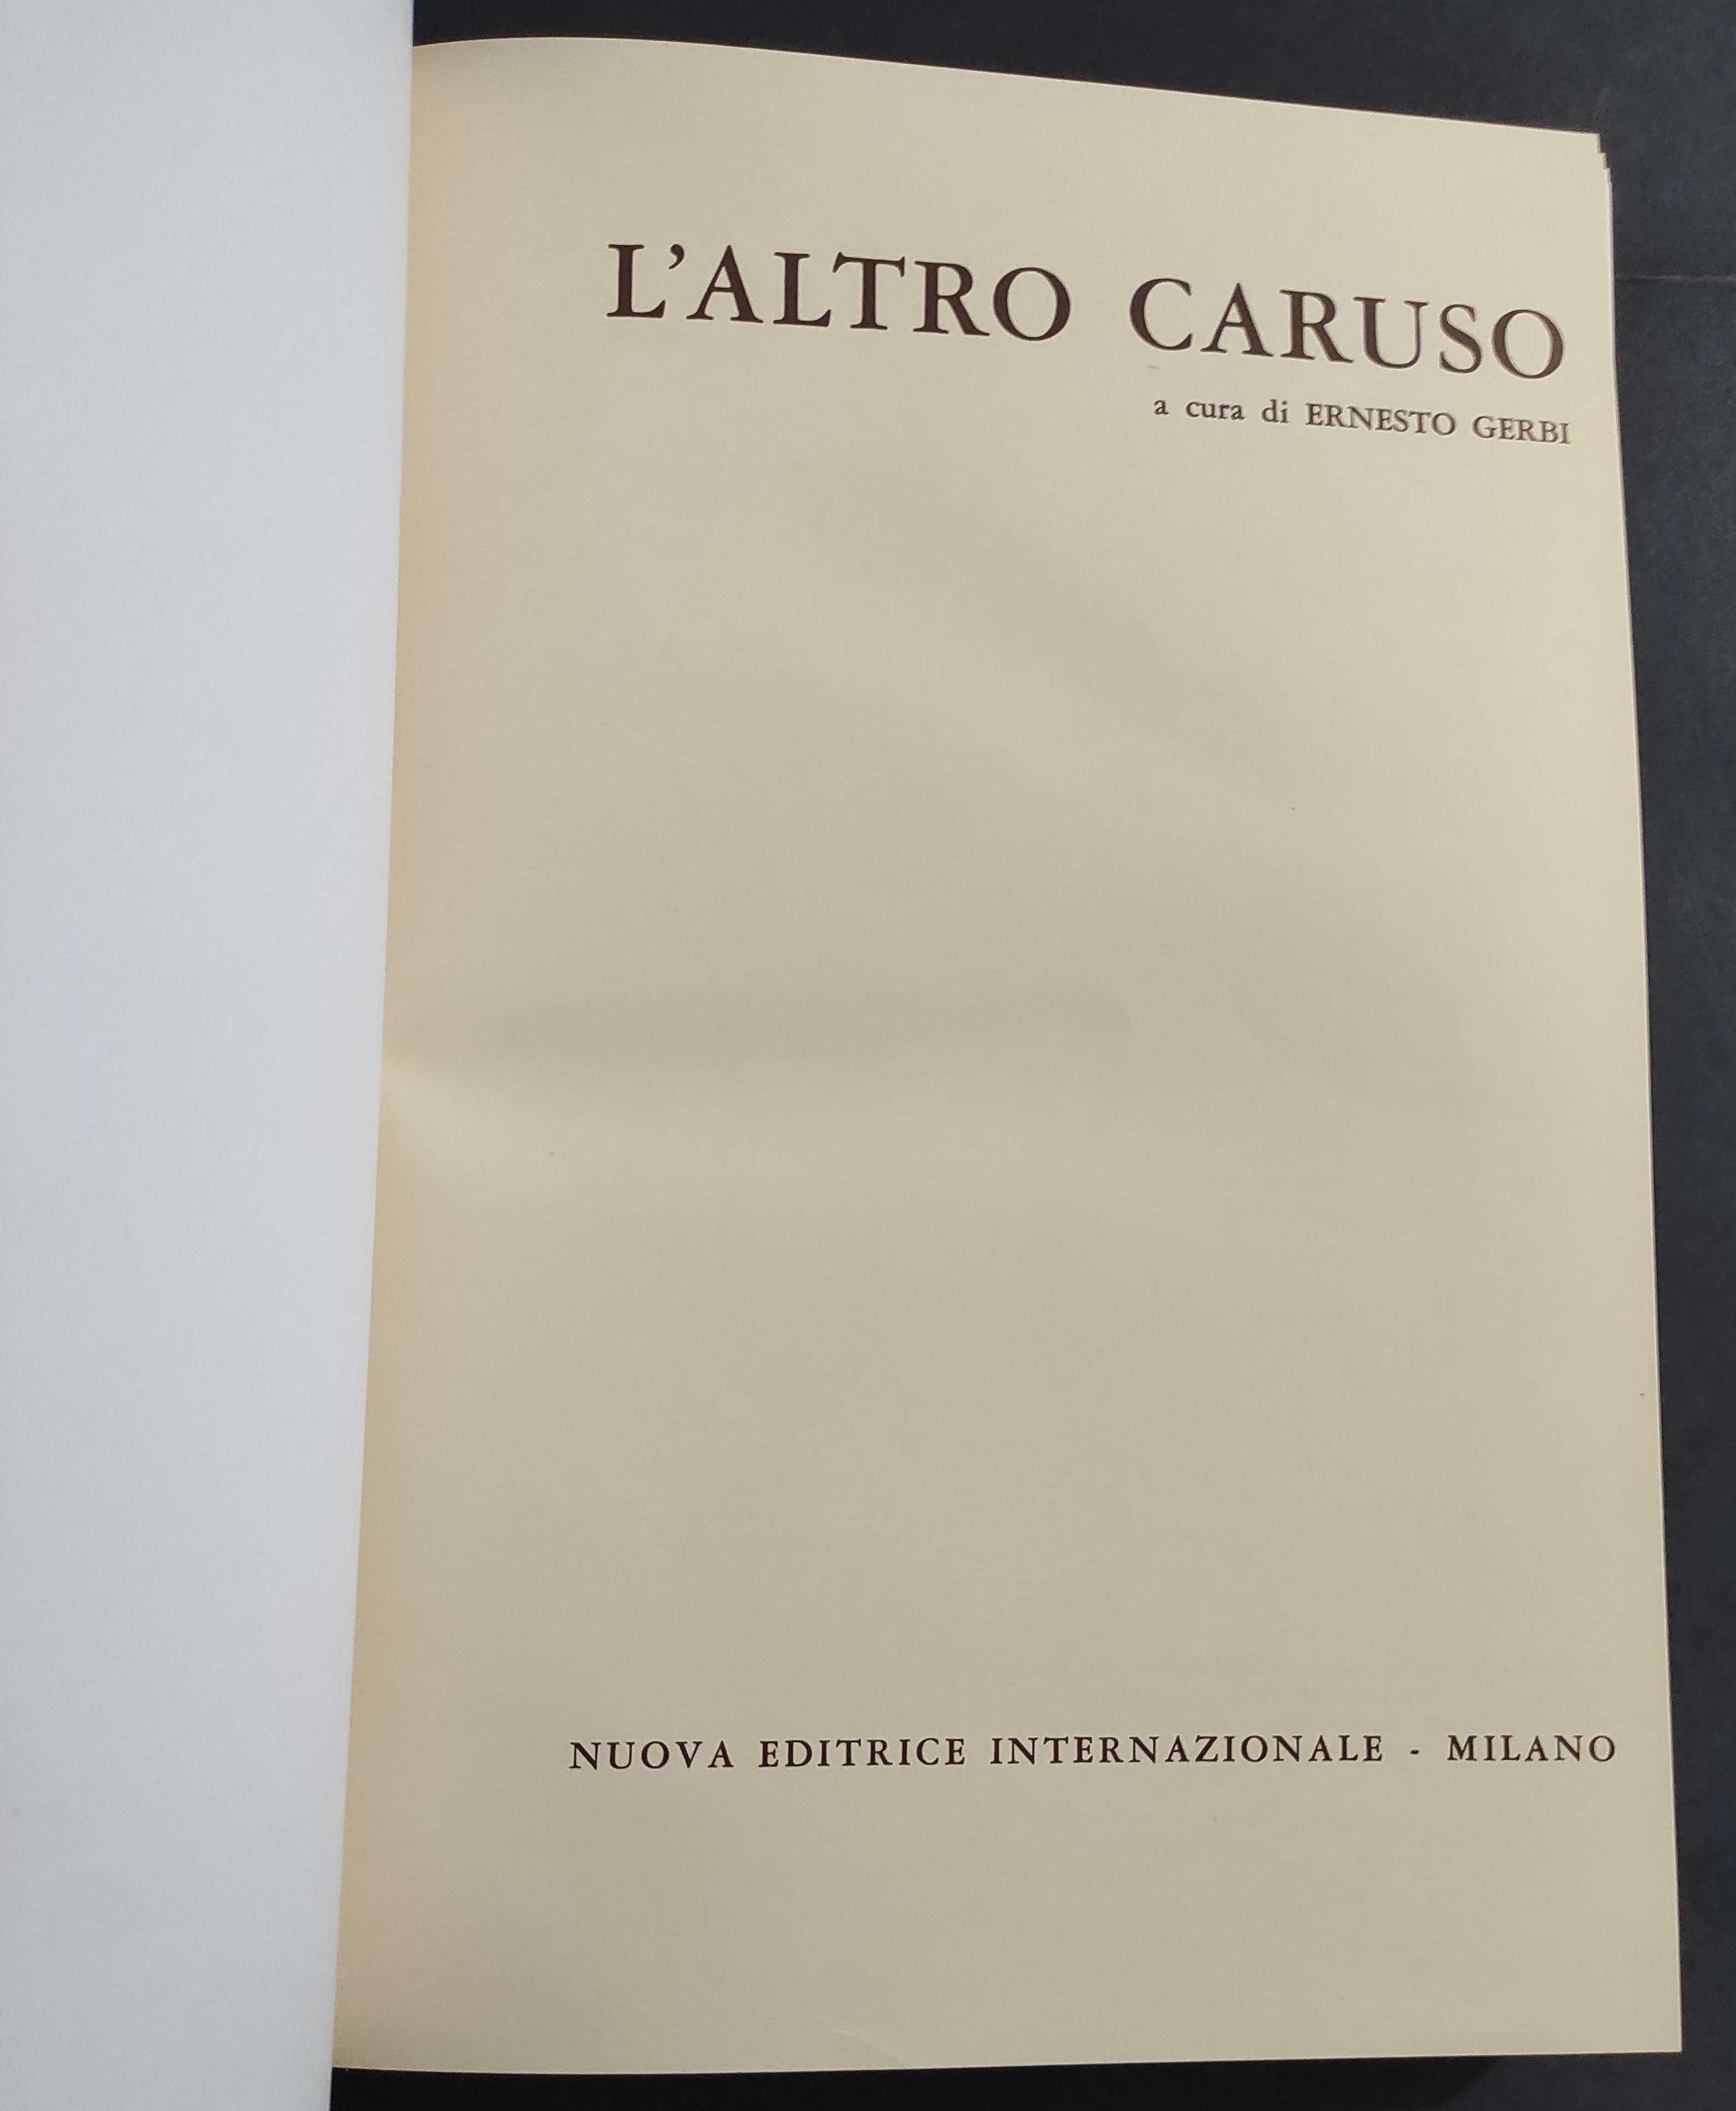 L'ALTRO CARUSO
a cura di ERNESTO GERBI
NUOVA EDITRICE INTERNAZIONALE - MILANO